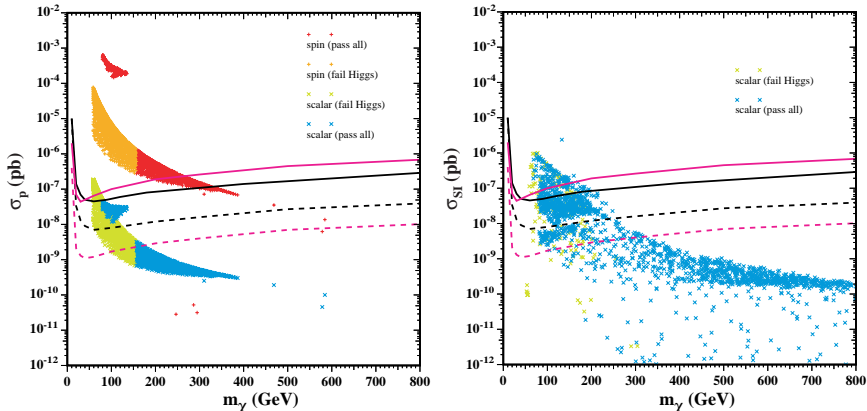 10⁻²
10⁻³
10⁻⁴
10⁻⁵
10⁻⁶
10⁻⁷
10⁻⁸
10⁻⁹
10⁻¹⁰
10⁻¹¹
10⁻¹²
σp (pb)
spin (pass all)
spin (fail Higgs)
scalar (fail Higgs)
scalar (pass all)
0 100 200 300 400 500 600 700 800
mγ (GeV)
10⁻²
10⁻³
10⁻⁴
10⁻⁵
10⁻⁶
10⁻⁷
10⁻⁸
10⁻⁹
10⁻¹⁰
10⁻¹¹
10⁻¹²
σSI (pb)
scalar (fail Higgs)
scalar (pass all)
0 100 200 300 400 500 600 700 800
mγ (GeV)